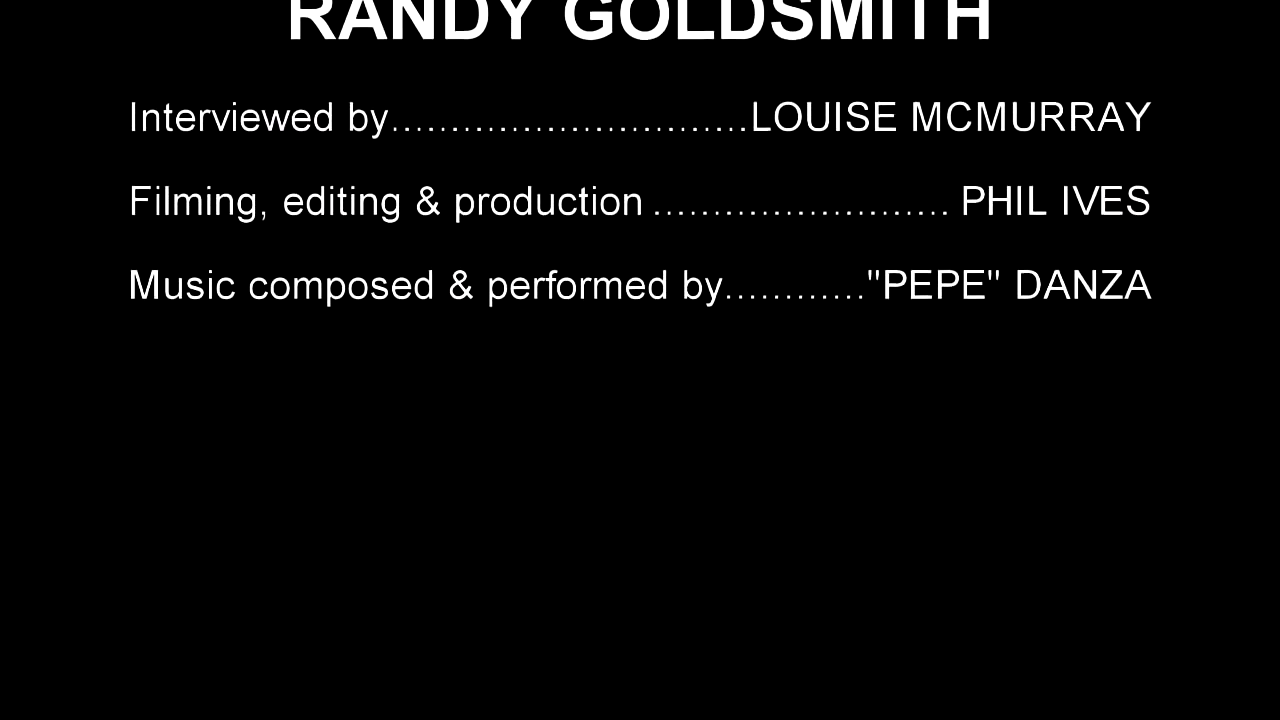 RANDY GOLDSMITH
Interviewed by..............................LOUISE MCMURRAY
Filming, editing & production ......................... PHIL IVES
Music composed & performed by............"PEPE" DANZA